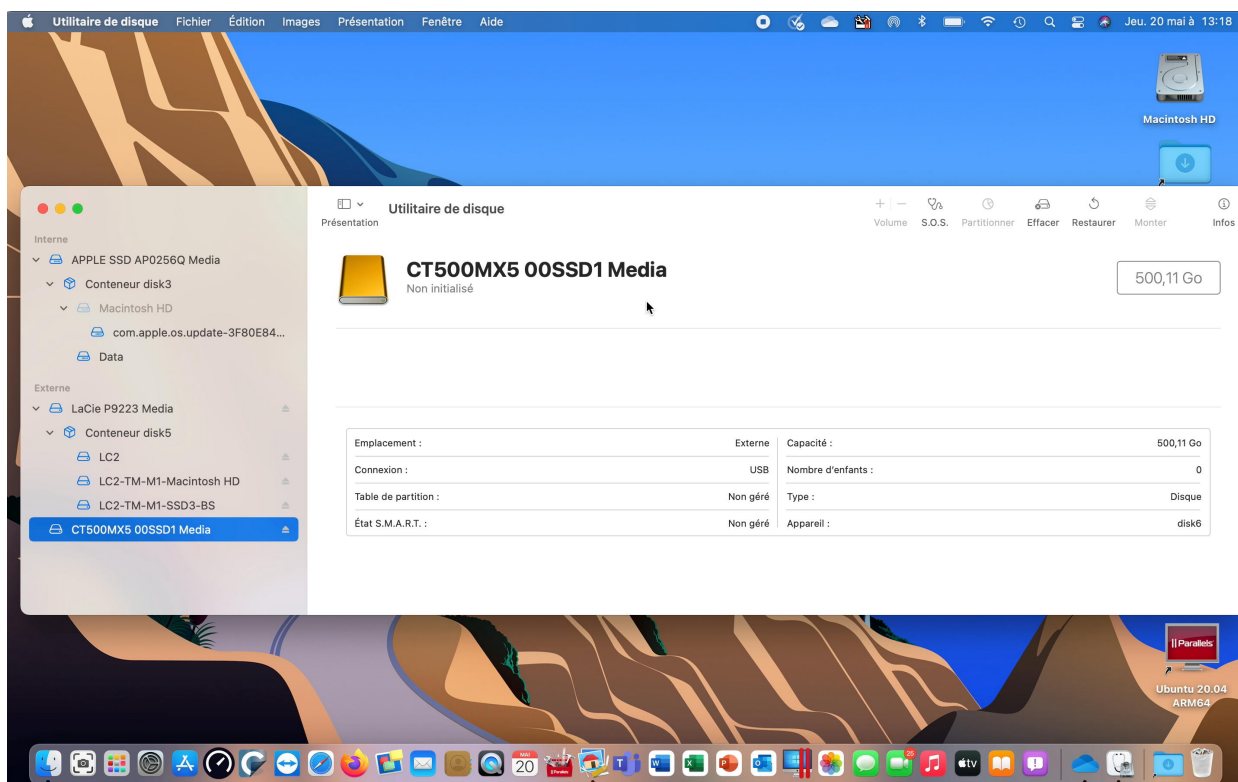 Utilitaire de disque Fichier Édition Images Présentation Fenêtre Aide Jeu. 20 mai à 13:18
Macintosh HD
Présentation
Utilitaire de disque
Volume S.O.S. Partitionner Effacer Restaurer Monter Infos
Interne
APPLE SSD AP0256Q Media
Conteneur disk3
Macintosh HD
com.apple.os.update-3F80E84...
Data
Externe
LaCie P9223 Media
Conteneur disk5
LC2
LC2-TM-M1-Macintosh HD
LC2-TM-M1-SSD3-BS
CT500MX5 00SSD1 Media
CT500MX5 00SSD1 Media
Non initialisé
500,11 Go
Emplacement : Externe
Capacité : 500,11 Go
Connexion : USB
Nombre d'enfants : 0
Table de partition : Non géré
Type : Disque
État S.M.A.R.T. : Non géré
Appareil : disk6
|| Parallels
Ubuntu 20.04
ARM64
MAI
20
tv